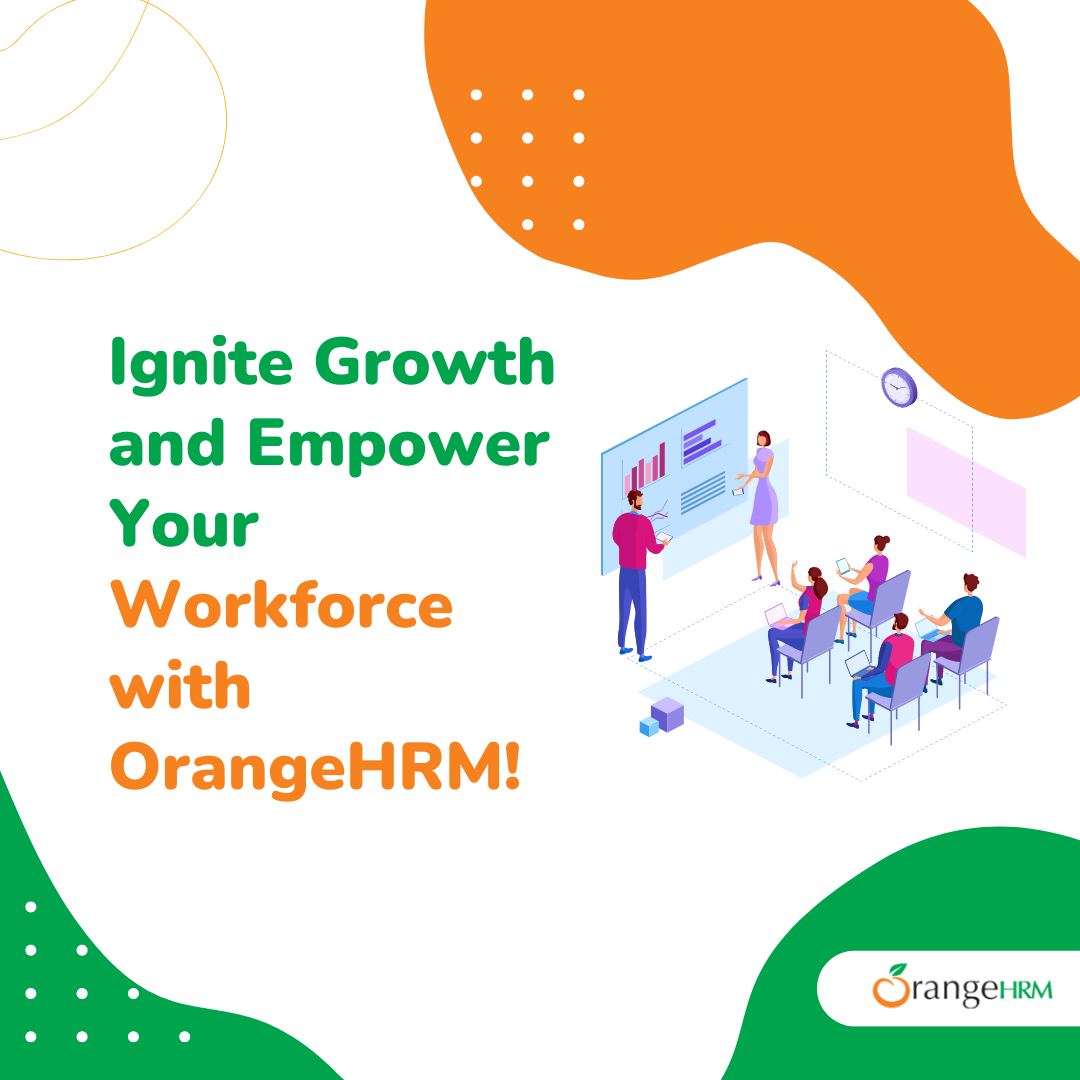 Ignite Growth
and Empower
Your
Workforce
with
OrangeHRM!
OrangeHRM